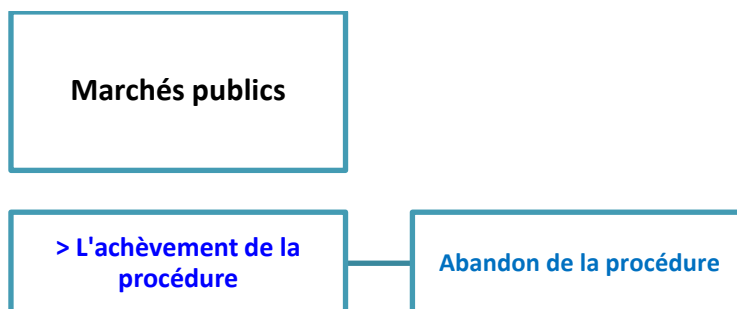 Marchés publics
> L'achèvement de la
procédure
Abandon de la procédure